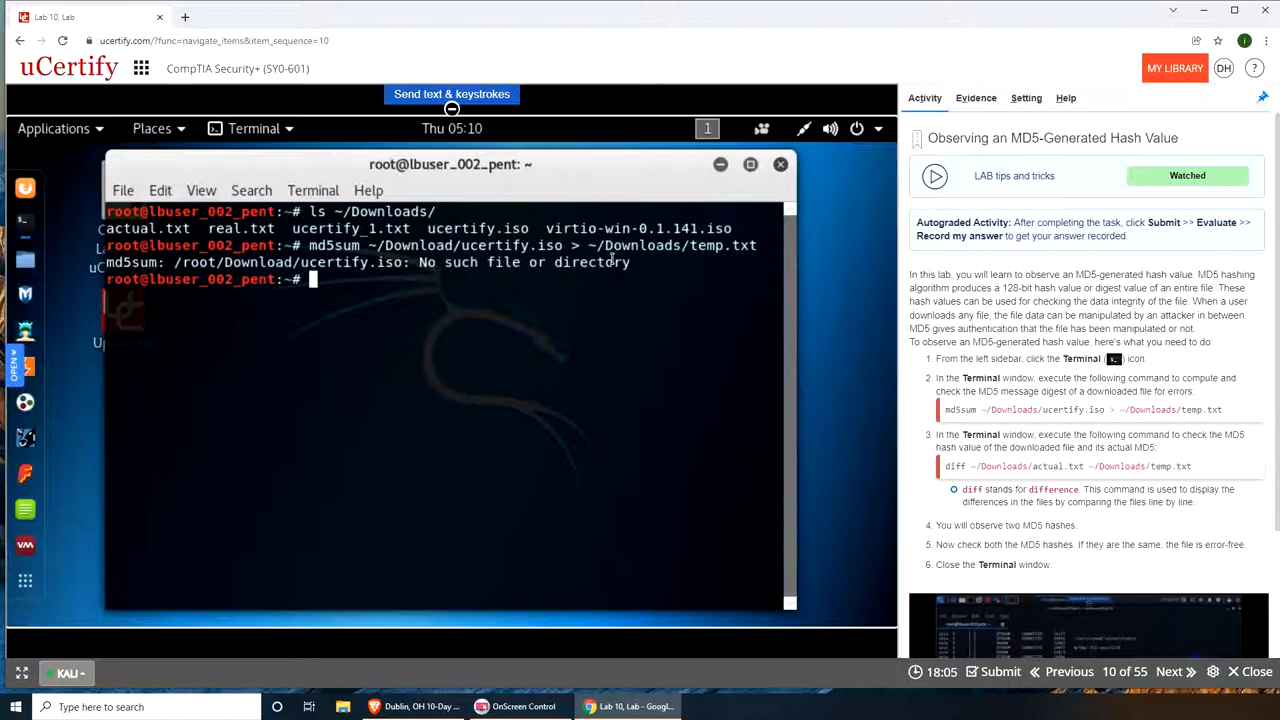 Lab 10, Lab
ucertify.com/?func=navigate_items&item_sequence=10
uCertify
CompTIA Security+ (SY0-601)
MY LIBRARY
DH
?
Send text & keystrokes
Applications
Places
Terminal
Thu 05:10
1
root@lbuser_002_pent: ~
File Edit View Search Terminal Help
root@lbuser_002_pent:~# ls ~/Downloads/
actual.txt real.txt ucertify_1.txt ucertify.iso virtio-win-0.1.141.iso
root@lbuser_002_pent:~# md5sum ~/Download/ucertify.iso > ~/Downloads/temp.txt
md5sum: /root/Download/ucertify.iso: No such file or directory
root@lbuser_002_pent:~#
OPEN
Activity Evidence Setting Help
Observing an MD5-Generated Hash Value
LAB tips and tricks
Watched
Autograded Activity: After completing the task, click Submit >> Evaluate >>
Record my answer to get your answer recorded.
In this lab, you will learn to observe an MD5-generated hash value. MD5 hashing
algorithm produces a 128-bit hash value or digest value of an entire file. These
hash values can be used for checking the data integrity of the file. When a user
downloads any file, the file data can be manipulated by an attacker in between.
MD5 gives authentication that the file has been manipulated or not.
To observe an MD5-generated hash value, here's what you need to do:
1. From the left sidebar, click the Terminal ( ) icon.
2. In the Terminal window, execute the following command to compute and
check the MD5 message digest of a downloaded file for errors.
md5sum ~/Downloads/ucertify.iso > ~/Downloads/temp.txt
3. In the Terminal window, execute the following command to check the MD5
hash value of the downloaded file and its actual MD5:
diff ~/Downloads/actual.txt ~/Downloads/temp.txt
diff stands for difference. This command is used to display the
differences in the files by comparing the files line by line.
4. You will observe two MD5 hashes.
5. Now check both the MD5 hashes. If they are the same, the file is error-free.
6. Close the Terminal window.
KALI
18:05
Submit
Previous
10 of 55
Next
Close
Type here to search
Dublin, OH 10-Day ...
OnScreen Control
Lab 10, Lab - Googl...